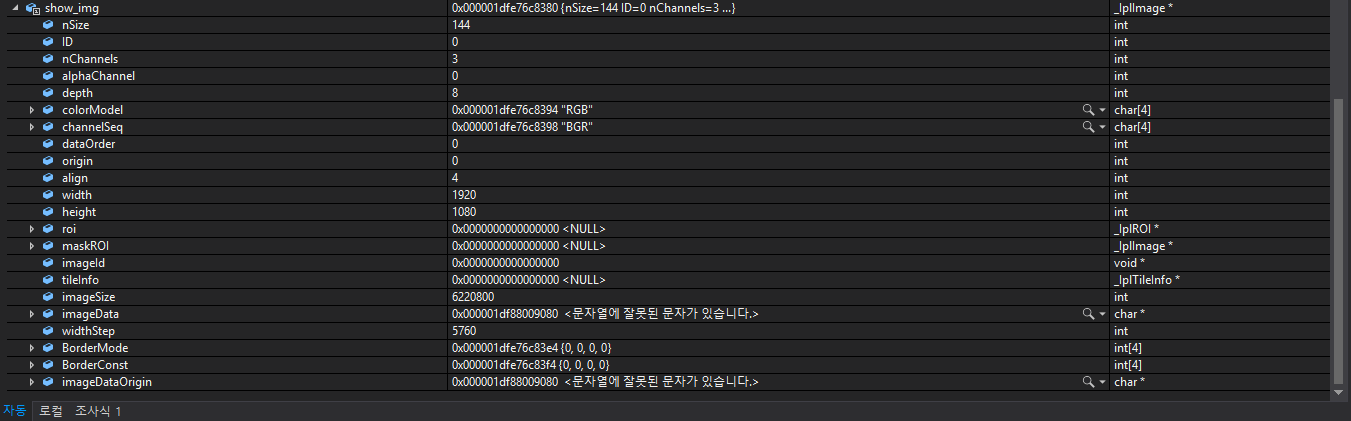 show_img 0x000001dfe76c8380 {nSize=144 ID=0 nChannels=3 ...} _IplImage *
nSize 144 int
ID 0 int
nChannels 3 int
alphaChannel 0 int
depth 8 int
colorModel 0x000001dfe76c8394 "RGB" char[4]
channelSeq 0x000001dfe76c8398 "BGR" char[4]
dataOrder 0 int
origin 0 int
align 4 int
width 1920 int
height 1080 int
roi 0x0000000000000000 <NULL> _IplROI *
maskROI 0x0000000000000000 <NULL> _IplImage *
imageId 0x0000000000000000 void *
tileInfo 0x0000000000000000 <NULL> _IplTileInfo *
imageSize 6220800 int
imageData 0x000001df88009080 <문자열에 잘못된 문자가 있습니다.> char *
widthStep 5760 int
BorderMode 0x000001dfe76c83e4 {0, 0, 0, 0} int[4]
BorderConst 0x000001dfe76c83f4 {0, 0, 0, 0} int[4]
imageDataOrigin 0x000001df88009080 <문자열에 잘못된 문자가 있습니다.> char *
자동 로컬 조사식 1